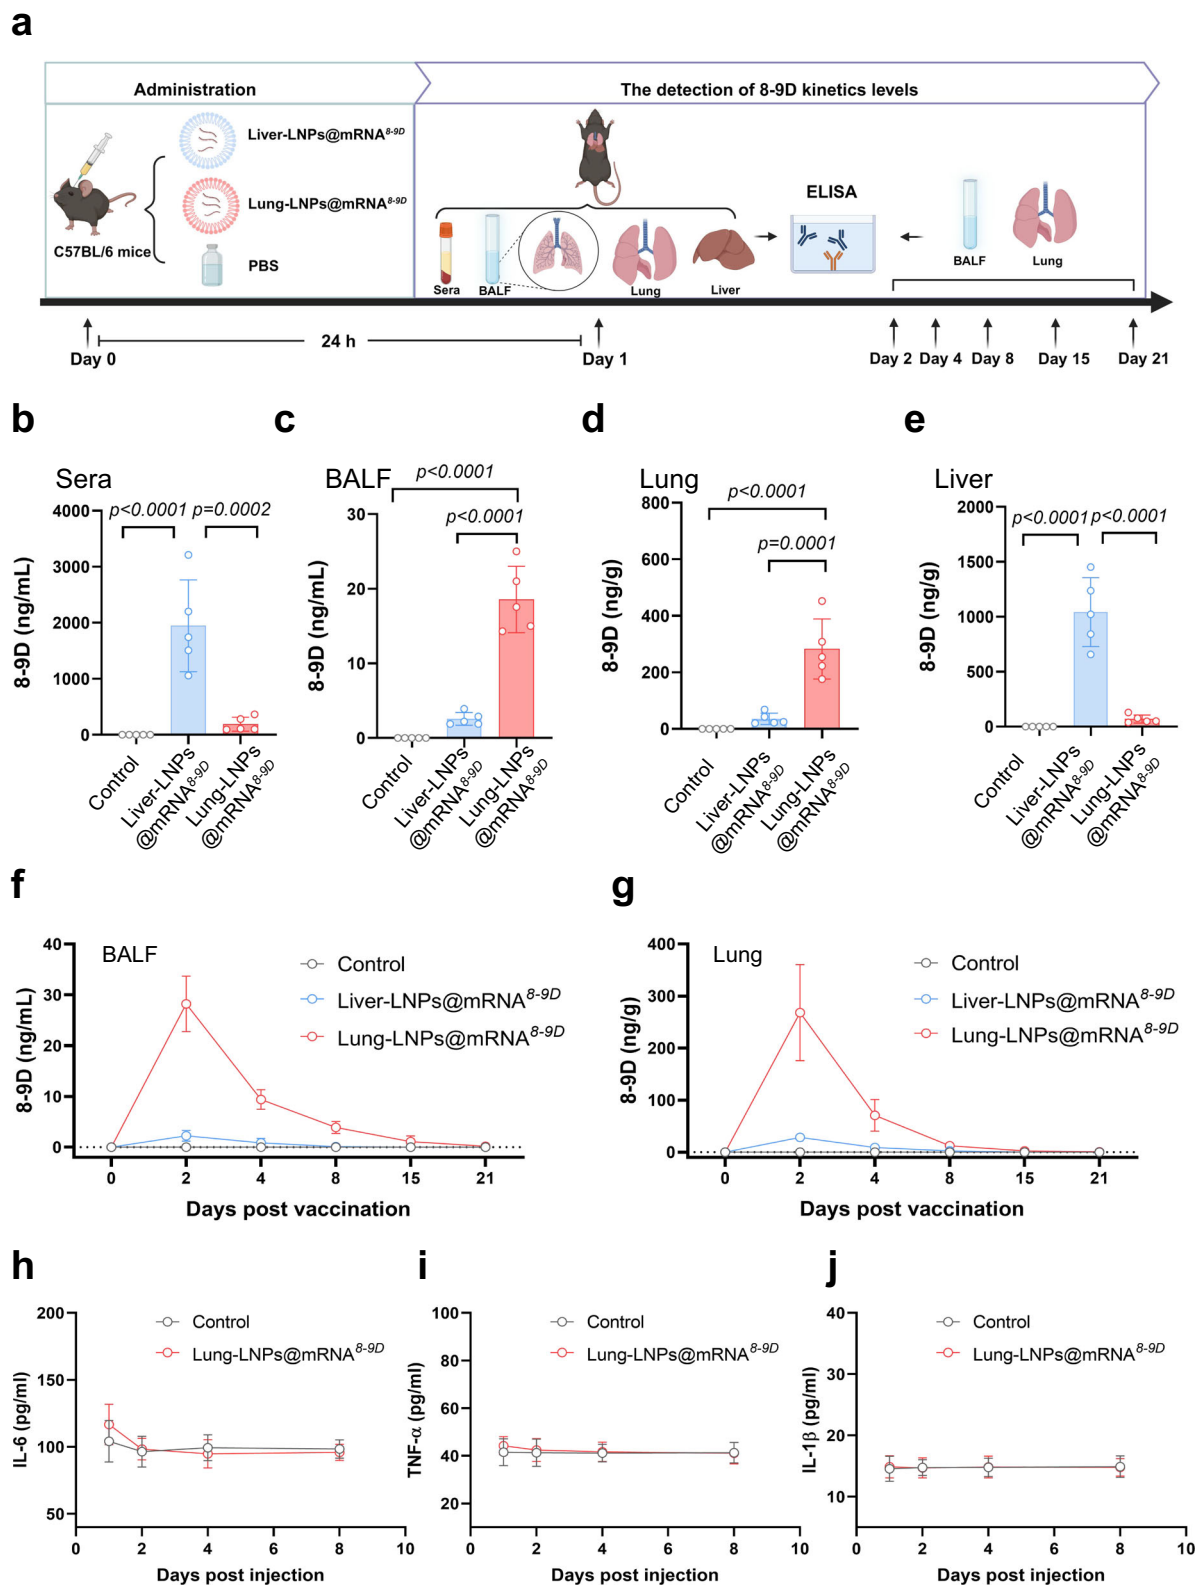 a
Administration
The detection of 8-9D kinetics levels
Liver-LNPs@mRNA8-9D
Lung-LNPs@mRNA8-9D
C57BL/6 mice
PBS
ELISA
Sera
BALF
Lung
Liver
BALF
Lung
24 h
Day 0
Day 1
Day 2
Day 4
Day 8
Day 15
Day 21
b
Sera
8-9D (ng/mL)
4000
3000
2000
1000
0
p<0.0001
p=0.0002
Control
Liver-LNPs
@mRNA8-9D
Lung-LNPs
@mRNA8-9D
c
BALF
8-9D (ng/mL)
30
20
10
0
p<0.0001
p<0.0001
Control
Liver-LNPs
@mRNA8-9D
Lung-LNPs
@mRNA8-9D
d
Lung
8-9D (ng/g)
800
600
400
200
0
p<0.0001
p=0.0001
Control
Liver-LNPs
@mRNA8-9D
Lung-LNPs
@mRNA8-9D
e
Liver
8-9D (ng/g)
2000
1500
1000
500
0
p<0.0001
p<0.0001
Control
Liver-LNPs
@mRNA8-9D
Lung-LNPs
@mRNA8-9D
f
BALF
8-9D (ng/mL)
40
30
20
10
0
Control
Liver-LNPs@mRNA8-9D
Lung-LNPs@mRNA8-9D
0 2 4 8 15 21
Days post vaccination
g
Lung
8-9D (ng/g)
400
300
200
100
0
Control
Liver-LNPs@mRNA8-9D
Lung-LNPs@mRNA8-9D
0 2 4 8 15 21
Days post vaccination
h
IL-6 (pg/ml)
200
150
100
50
Control
Lung-LNPs@mRNA8-9D
0 2 4 6 8 10
Days post injection
i
TNF-α (pg/ml)
100
80
60
40
20
Control
Lung-LNPs@mRNA8-9D
0 2 4 6 8 10
Days post injection
j
IL-1β (pg/ml)
40
30
20
10
Control
Lung-LNPs@mRNA8-9D
0 2 4 6 8 10
Days post injection